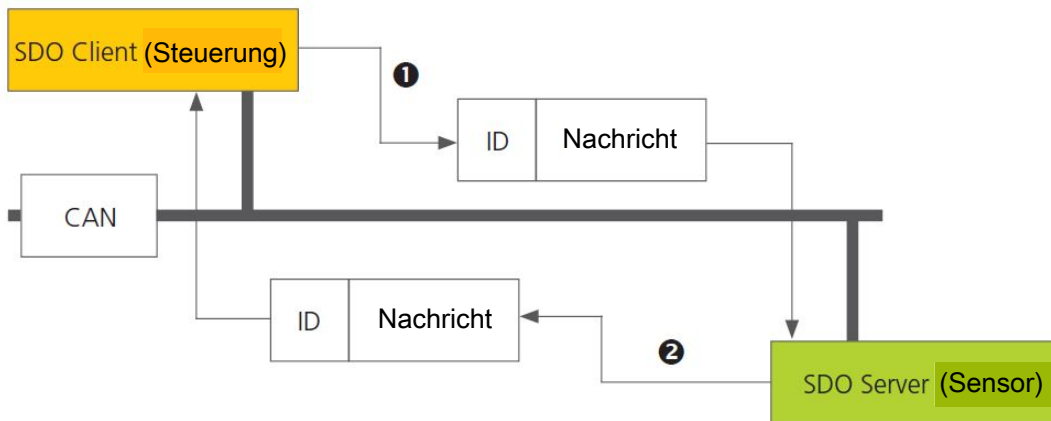 SDO Client (Steuerung)
❶
ID Nachricht
CAN
ID Nachricht
❷
SDO Server (Sensor)